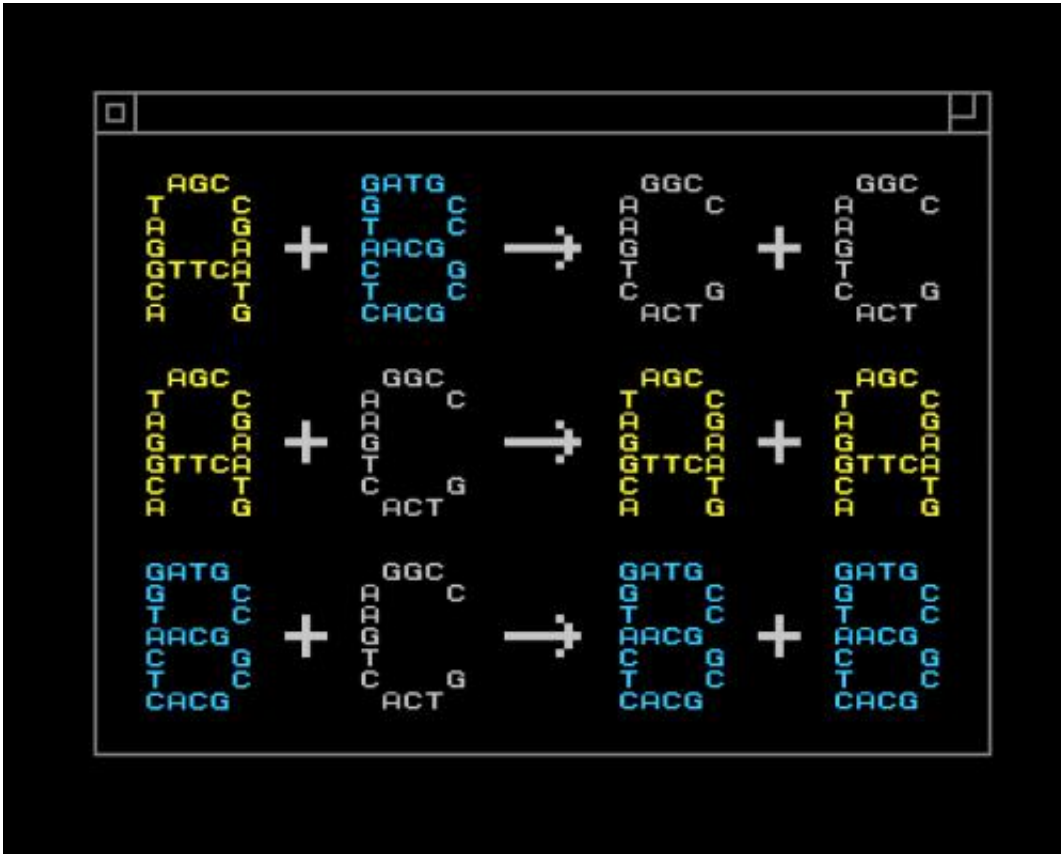 AGC GATG GGC GGC
T C G C A C A C
A G T C A A
G A + AACG → G + G
GTTCA C G T T
C T T C C G C G
A G CACG ACT ACT
AGC GGC AGC AGC
T C A C T C T C
A G A A G A G
G A + G → G A + G A
GTTCA T GTTCA GTTCA
C T C G C T C T
A G ACT A G A G
GATG GGC GATG GATG
G C A C G C G C
T C A T C T C
AACG + G → AACG + AACG
C G T C G C G
T C C G T C T C
CACG ACT CACG CACG